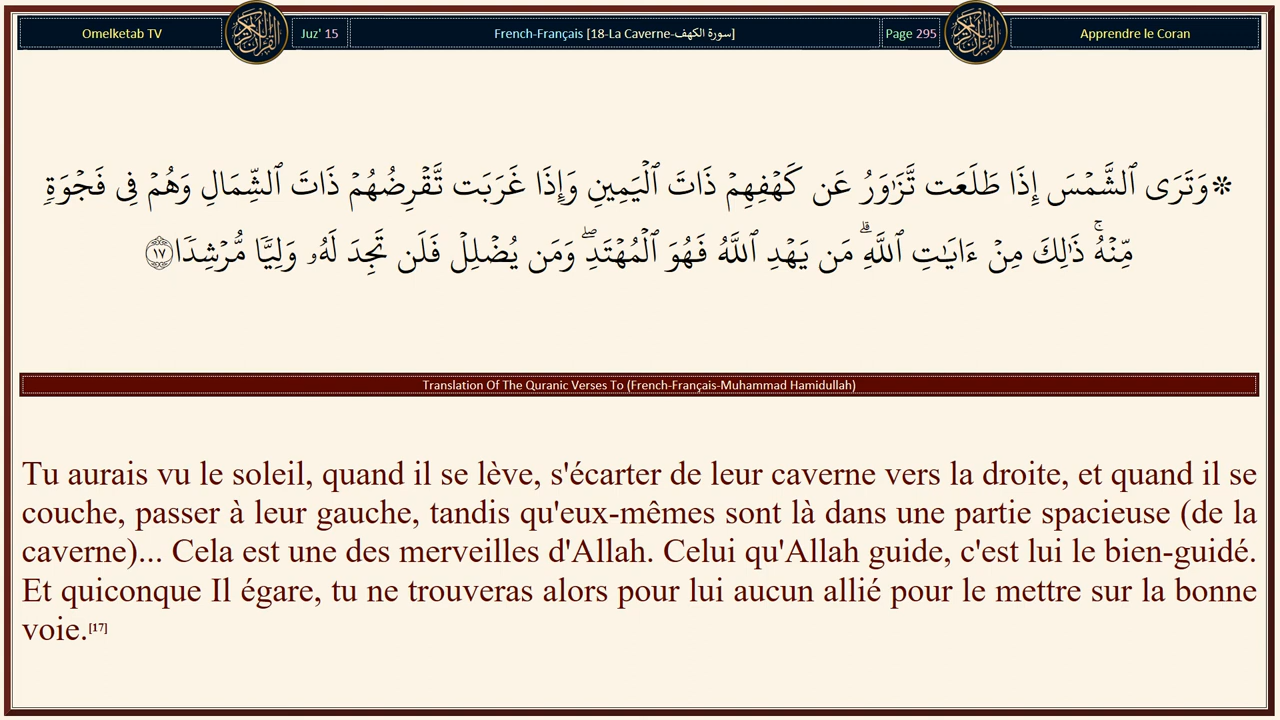 Omelketab TV
Juz' 15
French-Français [18-La Caverne-سورة الكهف]
Page 295
Apprendre le Coran
۞وَتَرَى ٱلشَّمۡسَ إِذَا طَلَعَت تَّزَٰوَرُ عَن كَهۡفِهِمۡ ذَاتَ ٱلۡيَمِينِ وَإِذَا غَرَبَت تَّقۡرِضُهُمۡ ذَاتَ ٱلشِّمَالِ وَهُمۡ فِي فَجۡوَةٖ
مِّنۡهُۚ ذَٰلِكَ مِنۡ ءَايَٰتِ ٱللَّهِۗ مَن يَهۡدِ ٱللَّهُ فَهُوَ ٱلۡمُهۡتَدِۖ وَمَن يُضۡلِلۡ فَلَن تَجِدَ لَهُۥ وَلِيّٗا مُّرۡشِدٗا ١٧
Translation Of The Quranic Verses To (French-Français-Muhammad Hamidullah)
Tu aurais vu le soleil, quand il se lève, s'écarter de leur caverne vers la droite, et quand il se
couche, passer à leur gauche, tandis qu'eux-mêmes sont là dans une partie spacieuse (de la
caverne)... Cela est une des merveilles d'Allah. Celui qu'Allah guide, c'est lui le bien-guidé.
Et quiconque Il égare, tu ne trouveras alors pour lui aucun allié pour le mettre sur la bonne
voie.[17]